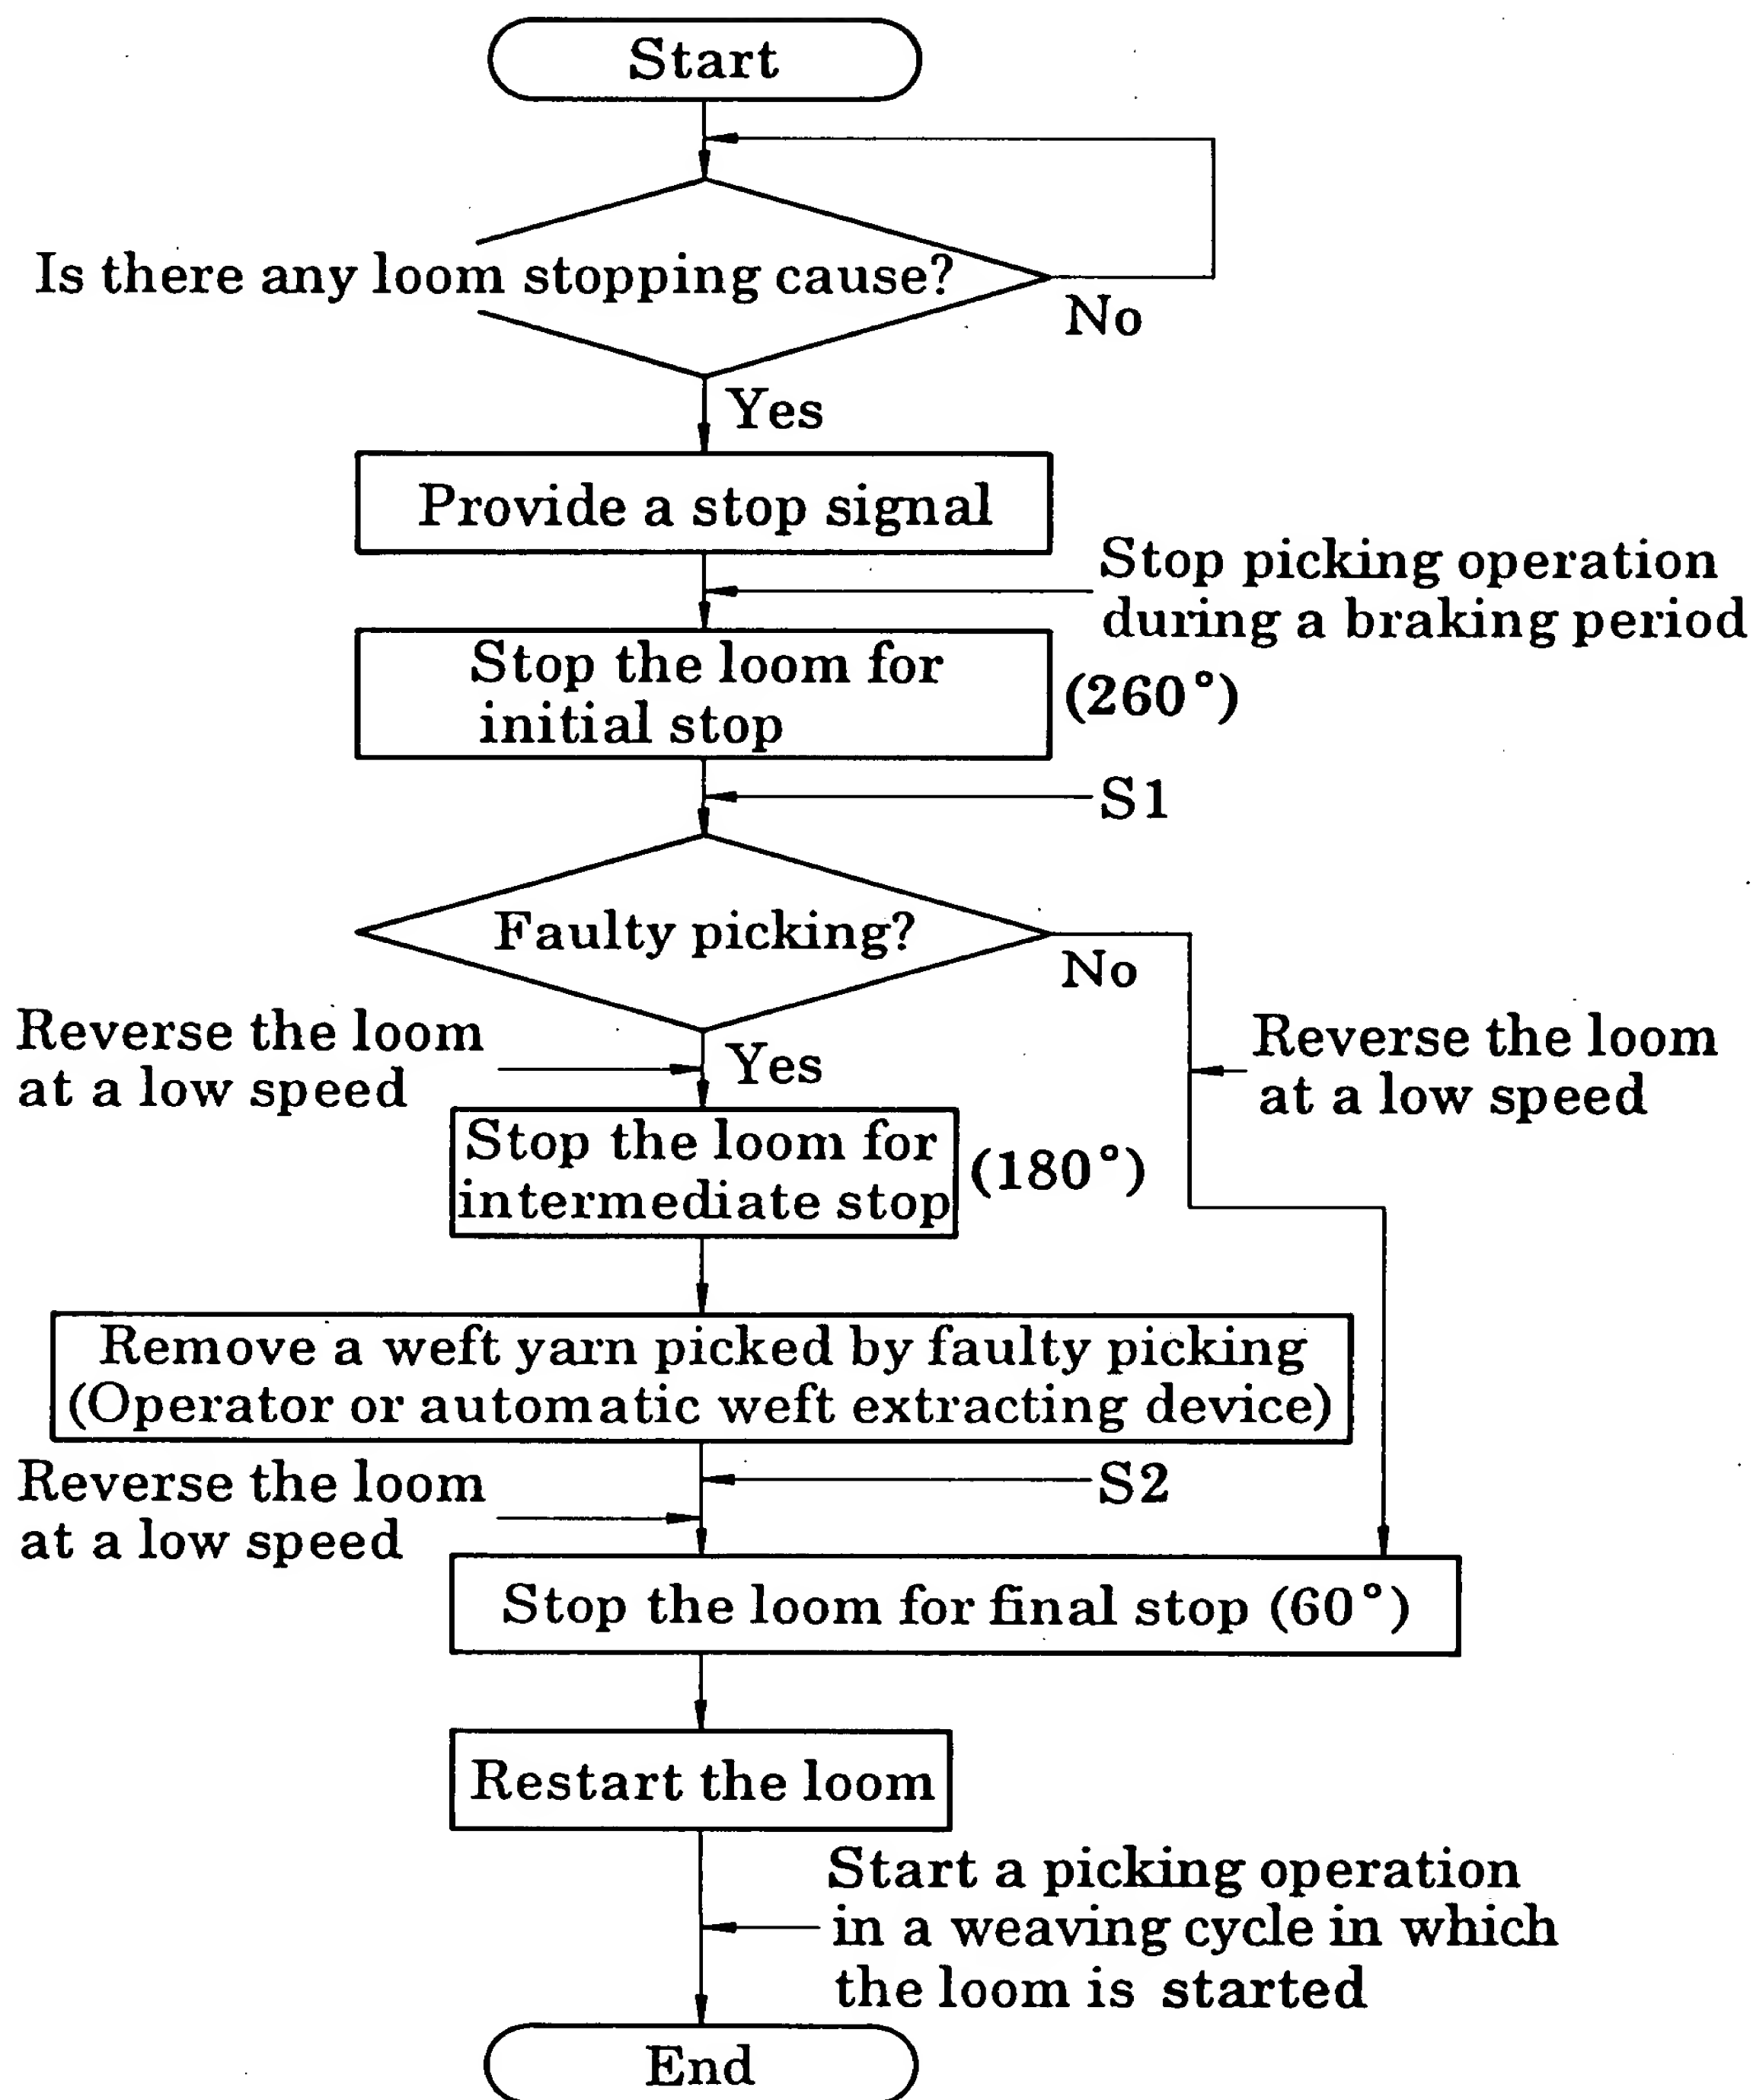 Start
Is there any loom stopping cause?
No
Yes
Provide a stop signal
Stop picking operation
during a braking period
Stop the loom for
initial stop
(260°)
S1
Faulty picking?
No
Reverse the loom
at a low speed
Yes
Reverse the loom
at a low speed
Stop the loom for
intermediate stop
(180°)
Remove a weft yarn picked by faulty picking
(Operator or automatic weft extracting device)
S2
Reverse the loom
at a low speed
Stop the loom for final stop (60°)
Restart the loom
Start a picking operation
in a weaving cycle in which
the loom is started
End